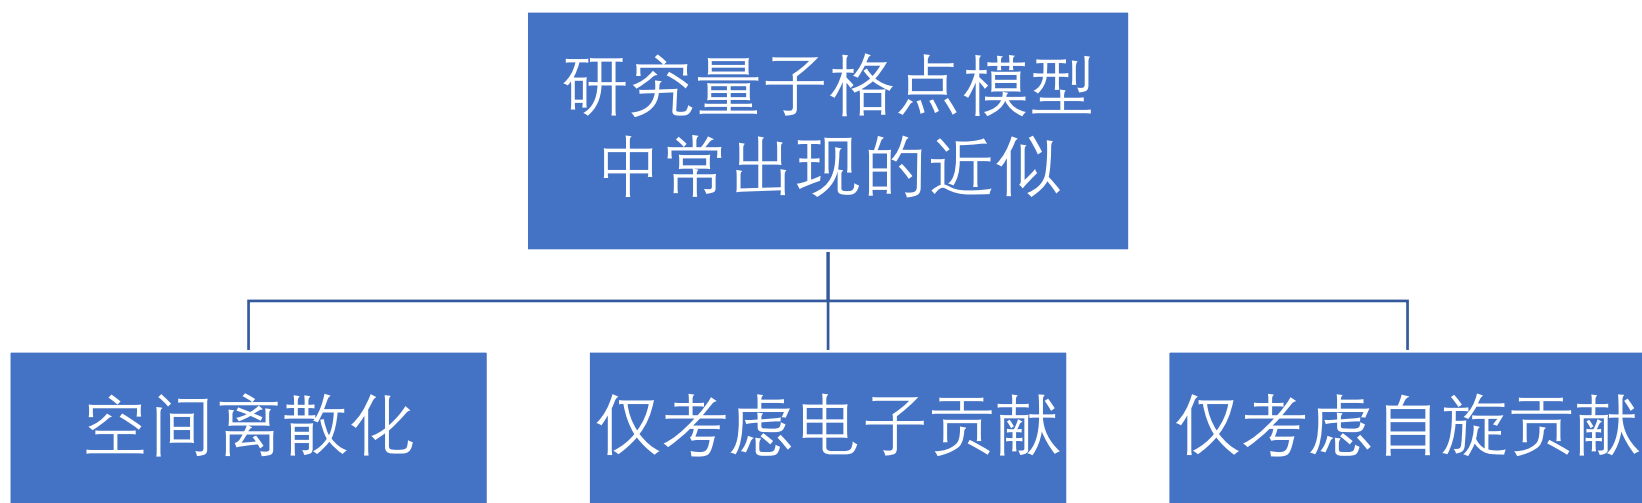 研究量子格点模型
中常出现的近似
空间离散化
仅考虑电子贡献
仅考虑自旋贡献